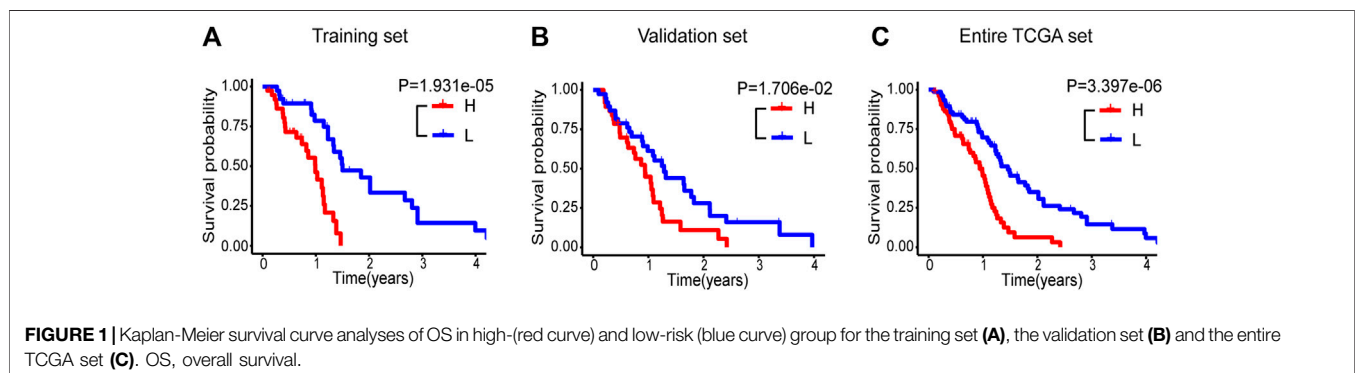 A Training set
Survival probability
1.00
0.75
0.50
0.25
0.00
P=1.931e-05
H
L
0 1 2 3 4
Time(years)
B Validation set
Survival probability
1.00
0.75
0.50
0.25
0.00
P=1.706e-02
H
L
0 1 2 3 4
Time(years)
C Entire TCGA set
Survival probability
1.00
0.75
0.50
0.25
0.00
P=3.397e-06
H
L
0 1 2 3 4
Time(years)
FIGURE 1 | Kaplan-Meier survival curve analyses of OS in high-(red curve) and low-risk (blue curve) group for the training set (A), the validation set (B) and the entire
TCGA set (C). OS, overall survival.